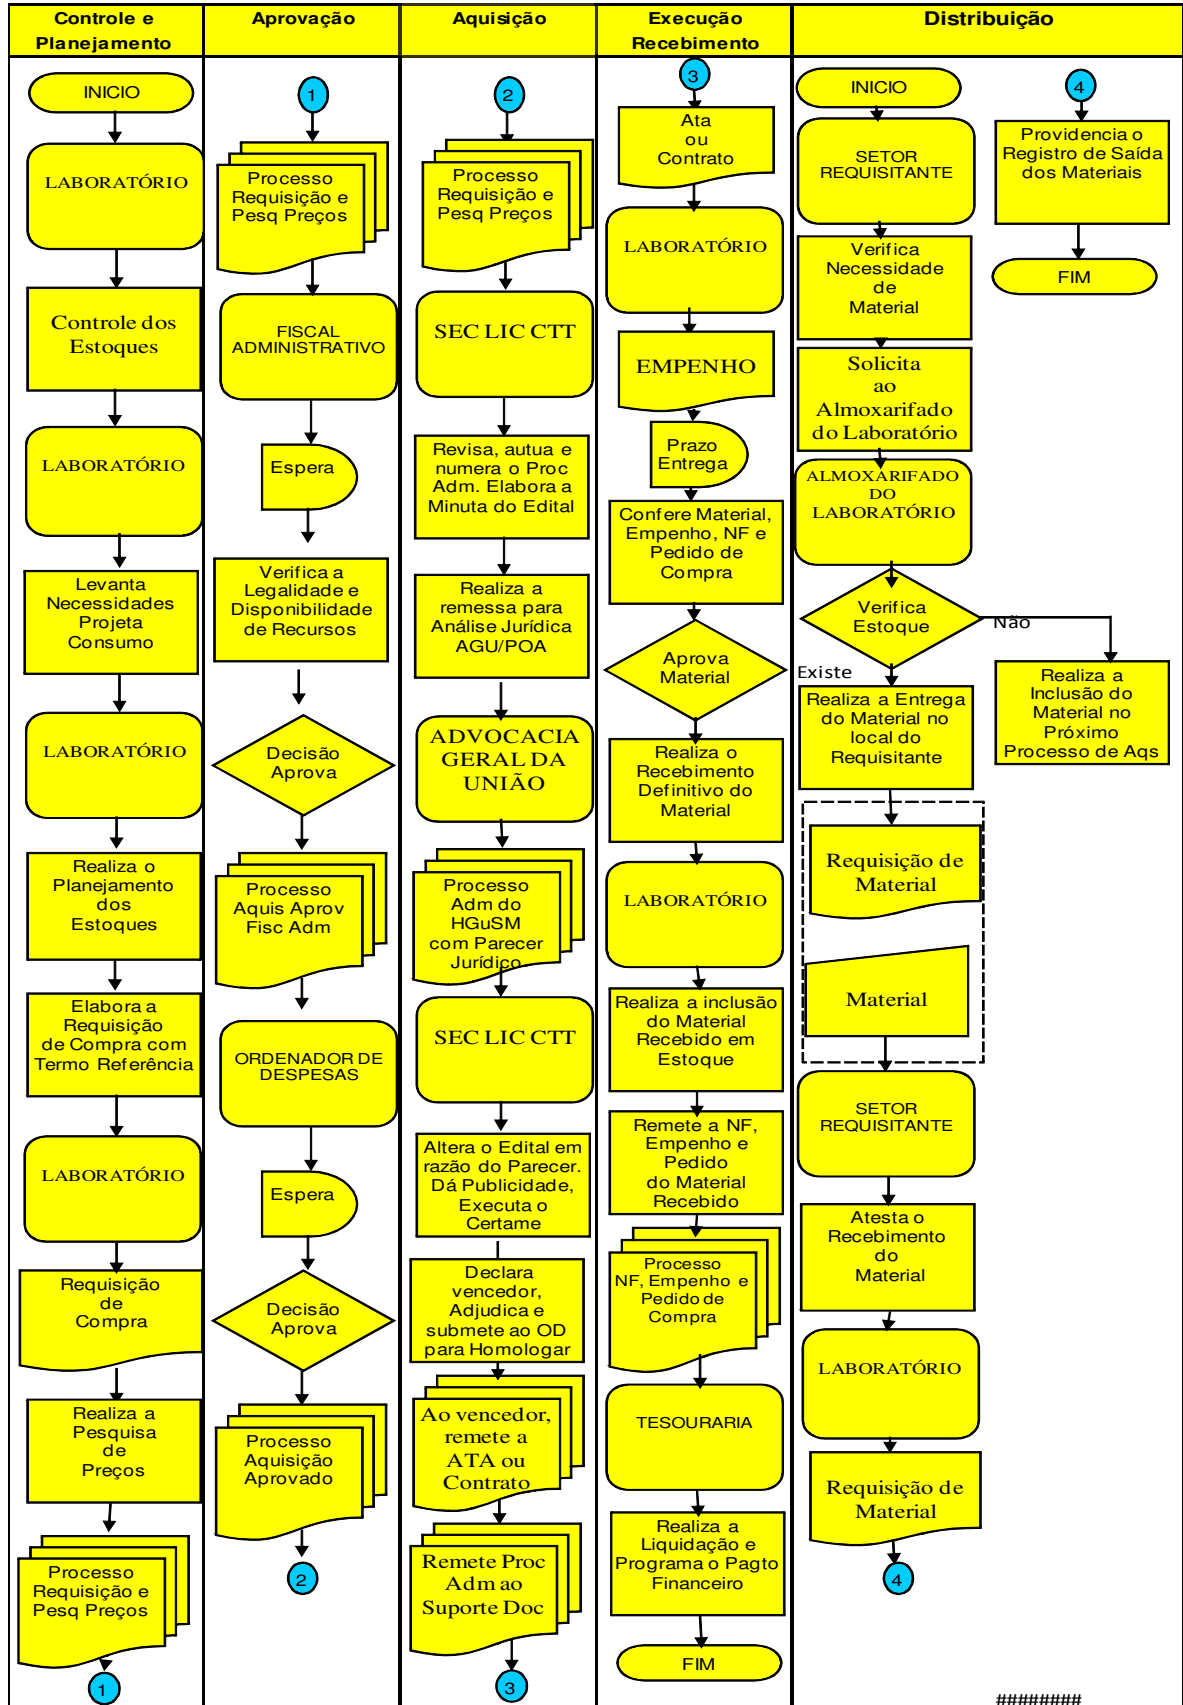 Controle e
Planejamento
INICIO
LABORATÓRIO
Controle dos
Estoques
LABORATÓRIO
Levanta
Necessidades
Projeta
Consumo
LABORATÓRIO
Realiza o
Planejamento
dos
Estoques
Elabora a
Requisição
de Compra com
Termo Referência
LABORATÓRIO
Requisição
de
Compra
Realiza a
Pesquisa
de
Preços
Processo
Requisição e
Pesq Preços
1
Aprovação
1
Processo
Requisição e
Pesq Preços
FISCAL
ADMINISTRATIVO
Espera
Verifica a
Legalidade e
Disponibilidade
de Recursos
Decisão
Aprova
Processo
Aquis Aprov
Fisc Adm
ORDENADOR DE
DESPESAS
Espera
Decisão
Aprova
Processo
Aquisição
Aprovado
2
Aquisição
2
Processo
Requisição e
Pesq Preços
SEC LIC CTT
Revisa, autua e
numera o Proc
Adm. Elabora a
Minuta do Edital
Realiza a
remessa para
Análise Jurídica
AGU/POA
ADVOCACIA
GERAL DA
UNIÃO
Processo
Adm do
HGuSM
com Parecer
Jurídico
SEC LIC CTT
Altera o Edital em
razão do Parecer.
Dá Publicidade,
Executa o
Certame
Declara
vencedor,
Adjudica e
submete ao OD
para Homologar
Ao vencedor,
remete a
ATA ou
Contrato
Remete Proc
Adm ao
Suporte Doc
3
Execução
Recebimento
3
Ata
ou
Contrato
LABORATÓRIO
EMPENHO
Prazo
Entrega
Confere Material,
Empenho, NF e
Pedido de
Compra
Aprova
Material
Realiza o
Recebimento
Definitivo do
Material
LABORATÓRIO
Realiza a inclusão
do Material
Recebido em
Estoque
Remete a NF,
Empenho e
Pedido
do Material
Recebido
Processo
NF, Empenho e
Pedido de
Compra
TESOURARIA
Realiza a
Liquidação e
Programa o Pagto
Financeiro
FIM
Distribuição
INICIO
SETOR
REQUISITANTE
Verifica
Necessidade
de
Material
Solicita
ao
Almoxarifado
do Laboratório
ALMOXARIFADO
DO
LABORATÓRIO
Verifica
Estoque
Não
Existe
Realiza a Entrega
do Material no
local do
Requisitante
Requisição de
Material
Material
SETOR
REQUISITANTE
Atesta o
Recebimento
do
Material
LABORATÓRIO
Requisição de
Material
4
4
Providencia o
Registro de Saída
dos Materiais
FIM
Realiza a
Inclusão do
Material no
Próximo
Processo de Aqs
########